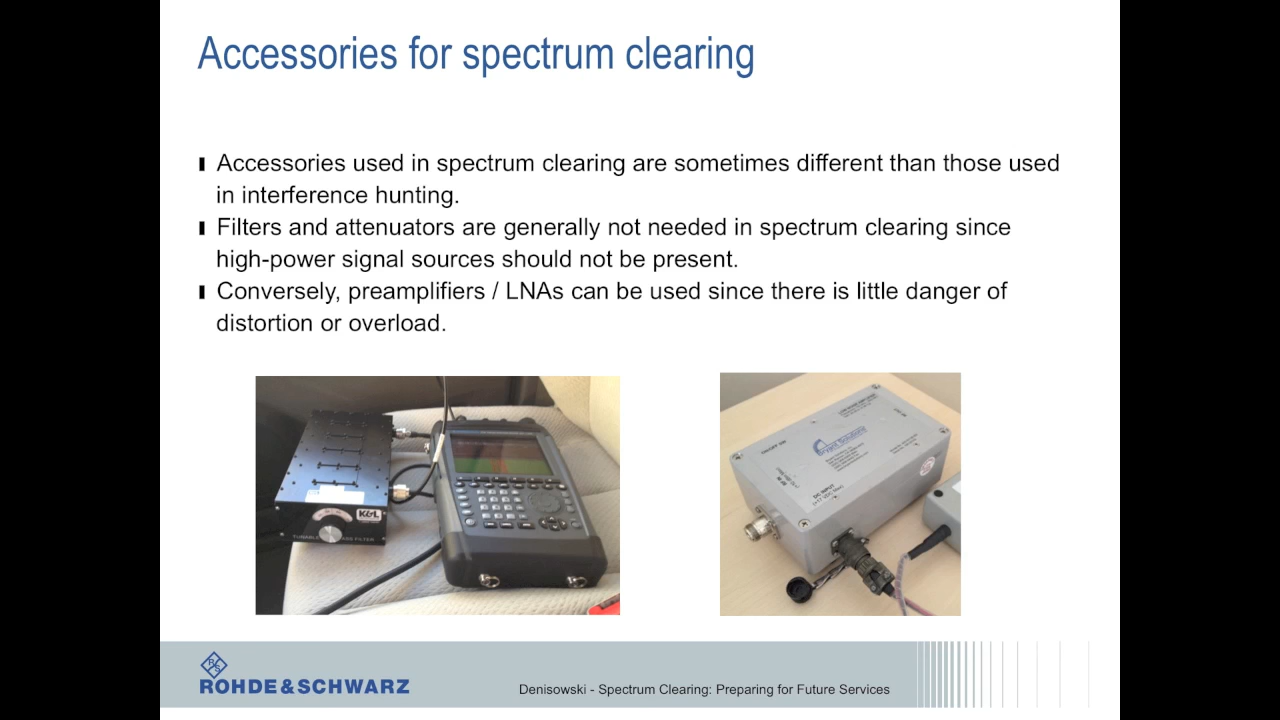 Accessories for spectrum clearing
Accessories used in spectrum clearing are sometimes different than those used
in interference hunting.
Filters and attenuators are generally not needed in spectrum clearing since
high-power signal sources should not be present.
Conversely, preamplifiers / LNAs can be used since there is little danger of
distortion or overload.
K&L
DC INPUT
R S
ROHDE & SCHWARZ
Denisowski - Spectrum Clearing: Preparing for Future Services